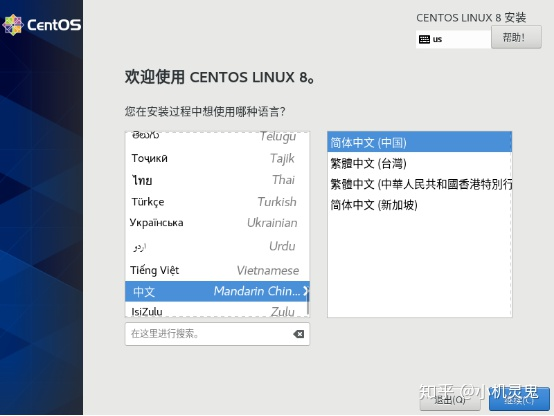 CentOS
CENTOS LINUX 8 安装
us
帮助!
欢迎使用 CENTOS LINUX 8。
您在安装过程中想使用哪种语言?
తెలుగు Telugu
Тоҷикӣ Tajik
ไทย Thai
Türkçe Turkish
Українська Ukrainian
اردو Urdu
Tiếng Việt Vietnamese
中文 Mandarin Chin...
IsiZulu Zulu
在这里进行搜索。
简体中文 (中国)
繁體中文 (台灣)
繁體中文 (中華人民共和國香港特別行
简体中文 (新加坡)
退出(Q)
继续(C)
知乎 @小机灵鬼